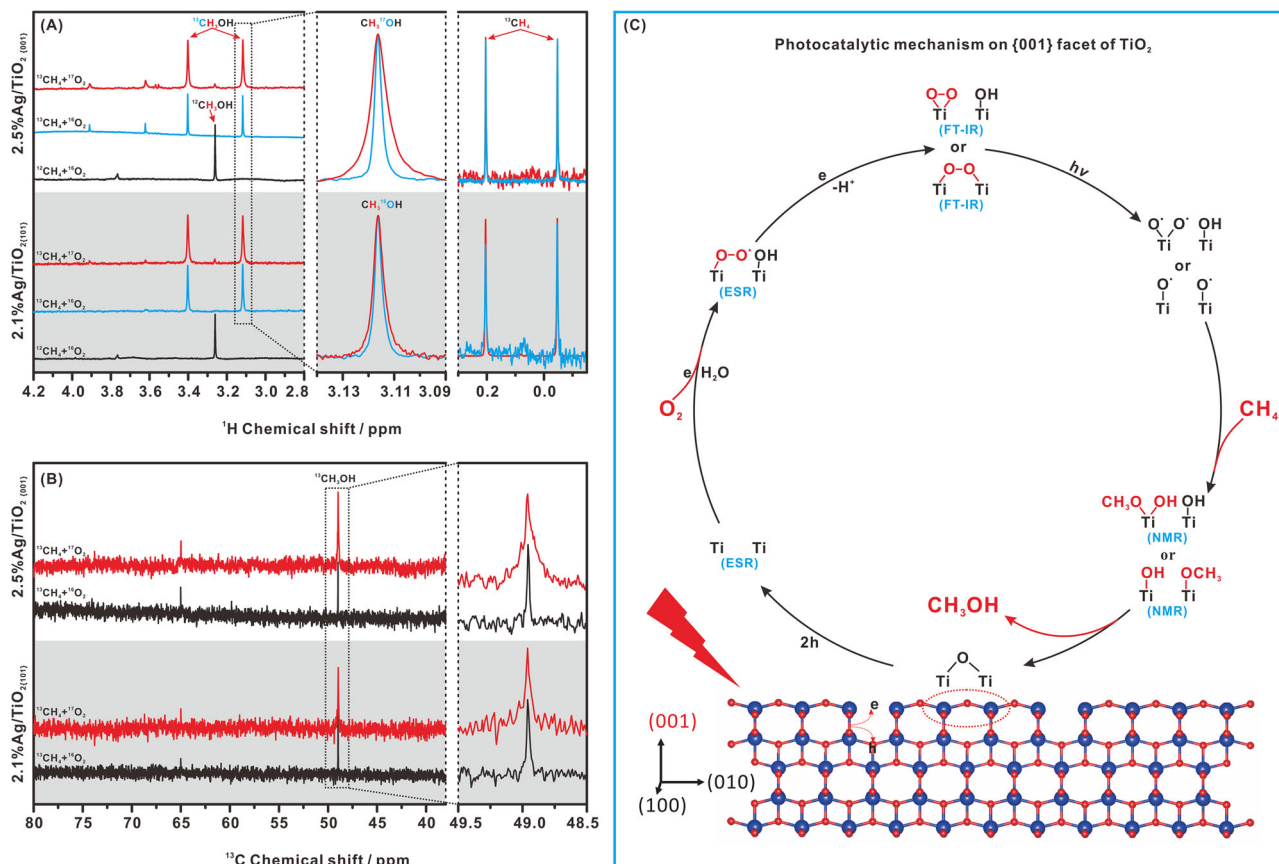 (A)
¹³CH₃OH
CH₃¹⁷OH
¹³CH₄
2.5%Ag/TiO₂ {001}
¹³CH₄+¹⁷O₂
¹²CH₃OH
¹³CH₄+¹⁶O₂
¹²CH₄+¹⁶O₂
CH₃¹⁶OH
2.1%Ag/TiO₂{101}
¹³CH₄+¹⁷O₂
¹³CH₄+¹⁶O₂
¹²CH₄+¹⁶O₂
4.2 4.0 3.8 3.6 3.4 3.2 3.0 2.8 3.13 3.11 3.09 0.2 0.0
¹H Chemical shift / ppm
(B)
¹³CH₃OH
2.5%Ag/TiO₂ {001}
¹³CH₄+¹⁷O₂
¹³CH₄+¹⁶O₂
2.1%Ag/TiO₂{101}
¹³CH₄+¹⁷O₂
¹³CH₄+¹⁶O₂
80 75 70 65 60 55 50 45 40 49.5 49.0 48.5
¹³C Chemical shift / ppm
(C)
Photocatalytic mechanism on {001} facet of TiO₂
O–O OH
Ti Ti
(FT-IR)
or
O–O
Ti Ti
(FT-IR)
e
-H⁺
hν
O˙ O˙ OH
Ti Ti
or
O˙ O˙
Ti Ti
O–O˙ OH
Ti Ti
(ESR)
e H₂O
O₂
CH₄
CH₃O OH OH
Ti Ti
(NMR)
or
OH OCH₃
Ti Ti
(NMR)
Ti Ti
(ESR)
2h
CH₃OH
O
Ti Ti
e
h
(001)
(010)
(100)